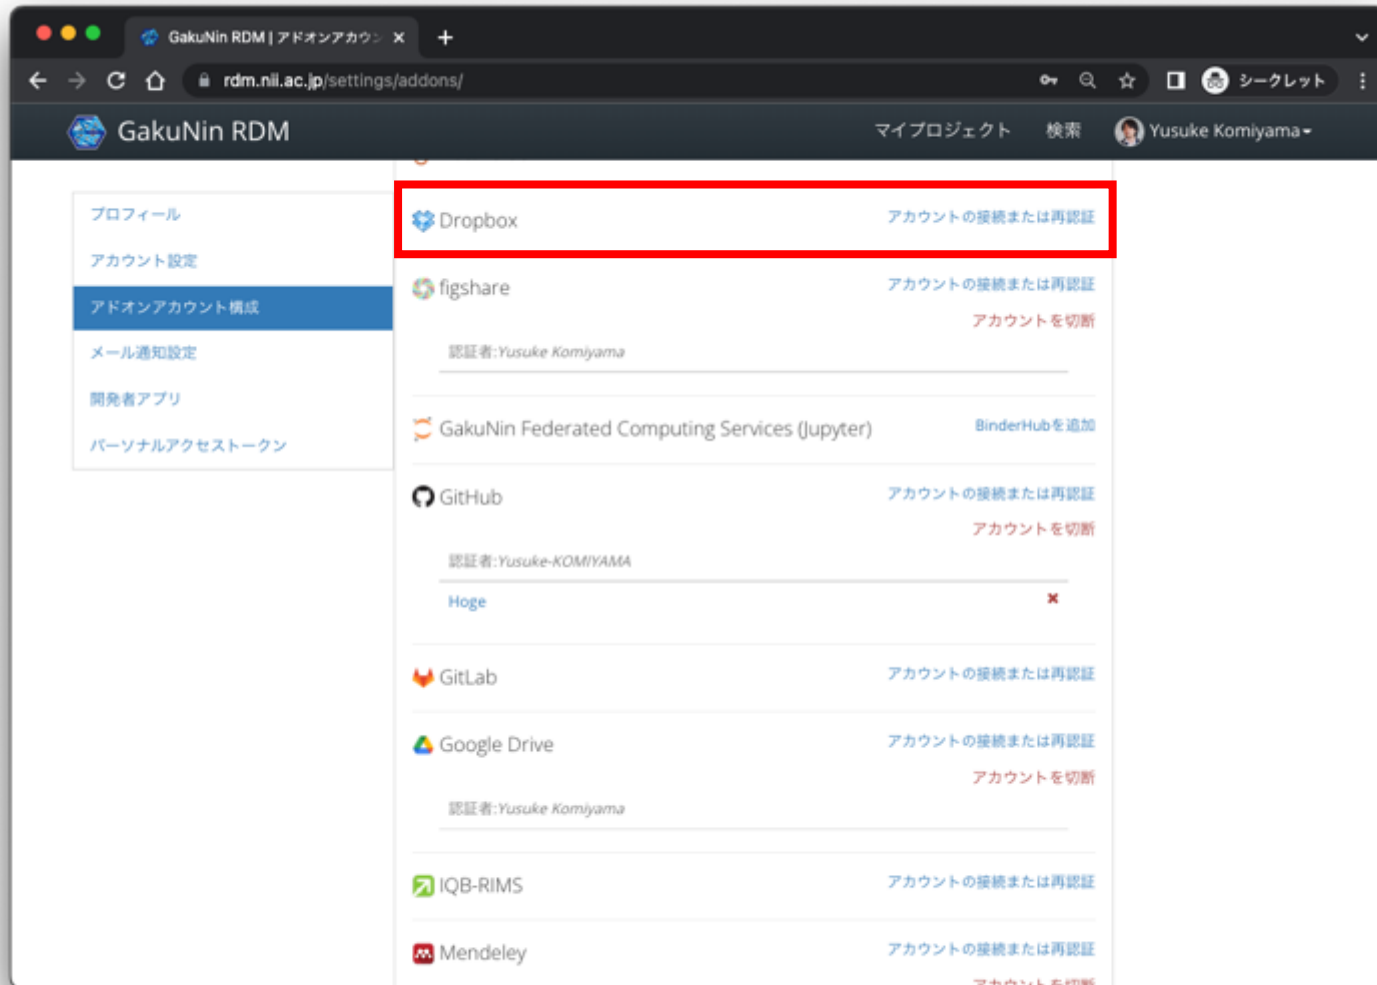 GakuNin RDM | アドオンアカウン
rdm.nii.ac.jp/settings/addons/
シークレット
GakuNin RDM
マイプロジェクト
検索
Yusuke Komiyama
プロフィール
アカウント設定
アドオンアカウント構成
メール通知設定
開発者アプリ
パーソナルアクセストークン
Dropbox アカウントの接続または再認証
figshare アカウントの接続または再認証
アカウントを切断
認証者:Yusuke Komiyama
GakuNin Federated Computing Services (Jupyter) BinderHubを追加
GitHub アカウントの接続または再認証
アカウントを切断
認証者:Yusuke-KOMIYAMA
Hoge
GitLab アカウントの接続または再認証
Google Drive アカウントの接続または再認証
アカウントを切断
認証者:Yusuke Komiyama
IQB-RIMS アカウントの接続または再認証
Mendeley アカウントの接続または再認証
アカウントを切断